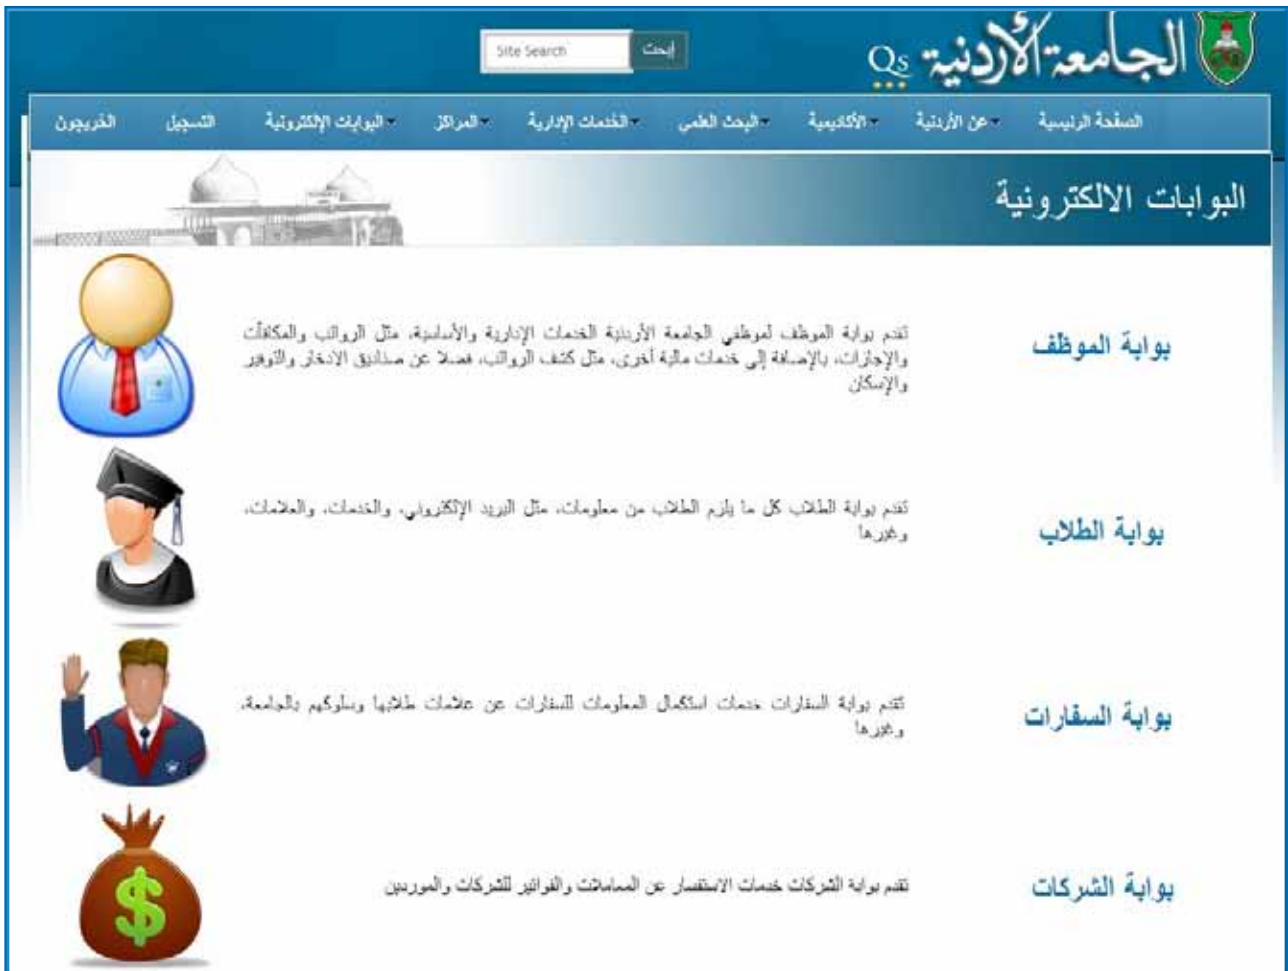 الجامعة الأردنية
Qs
Site Search
إبحث
الصفحة الرئيسية
عن الأردنية
الأكاديمية
البحث العلمي
الخدمات الإدارية
المراكز
البوابات الإلكترونية
التسجيل
الخريجون
البوابات الالكترونية
بوابة الموظف
تقدم بوابة الموظف لموظفي الجامعة الأردنية الخدمات الإدارية والأساسية، مثل الرواتب والمكافآت
والإجازات، بالإضافة إلى خدمات مالية أخرى، مثل كشف الرواتب، فضلا عن صناديق الادخار والتوفير
والإسكان
بوابة الطلاب
تقدم بوابة الطلاب كل ما يلزم الطلاب من معلومات، مثل البريد الإلكتروني، والخدمات، والعلامات،
وغيرها
بوابة السفارات
تقدم بوابة السفارات خدمات استكمال المعلومات للسفارات عن علامات طلابها وسلوكهم بالجامعة،
وغيرها
بوابة الشركات
تقدم بوابة الشركات خدمات الاستفسار عن المعاملات والفواتير للشركات والموردين